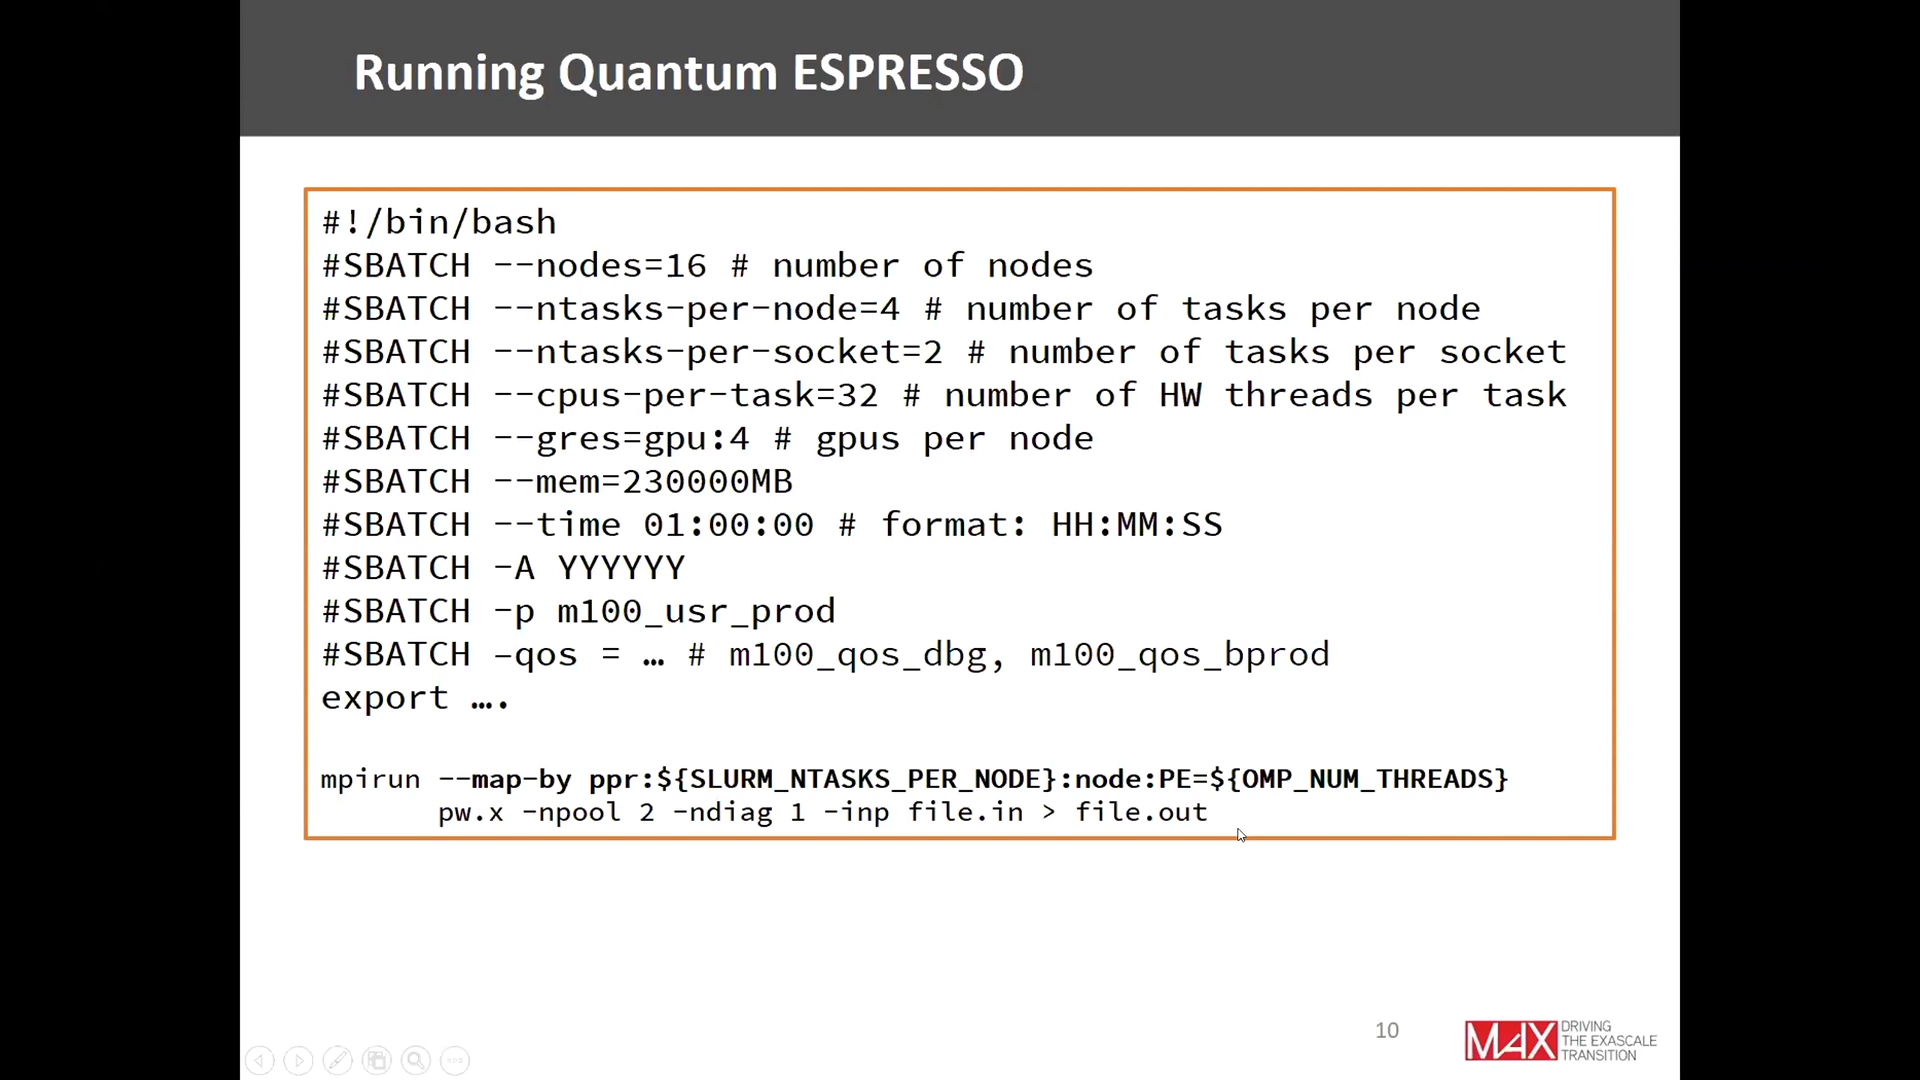 Running Quantum ESPRESSO
#!/bin/bash
#SBATCH --nodes=16 # number of nodes
#SBATCH --ntasks-per-node=4 # number of tasks per node
#SBATCH --ntasks-per-socket=2 # number of tasks per socket
#SBATCH --cpus-per-task=32 # number of HW threads per task
#SBATCH --gres=gpu:4 # gpus per node
#SBATCH --mem=230000MB
#SBATCH --time 01:00:00 # format: HH:MM:SS
#SBATCH -A YYYYYY
#SBATCH -p m100_usr_prod
#SBATCH –qos = … # m100_qos_dbg, m100_qos_bprod
export ….
mpirun --map-by ppr:${SLURM_NTASKS_PER_NODE}:node:PE=${OMP_NUM_THREADS}
pw.x -npool 2 -ndiag 1 -inp file.in > file.out
10
MAX
DRIVING
THE EXASCALE
TRANSITION